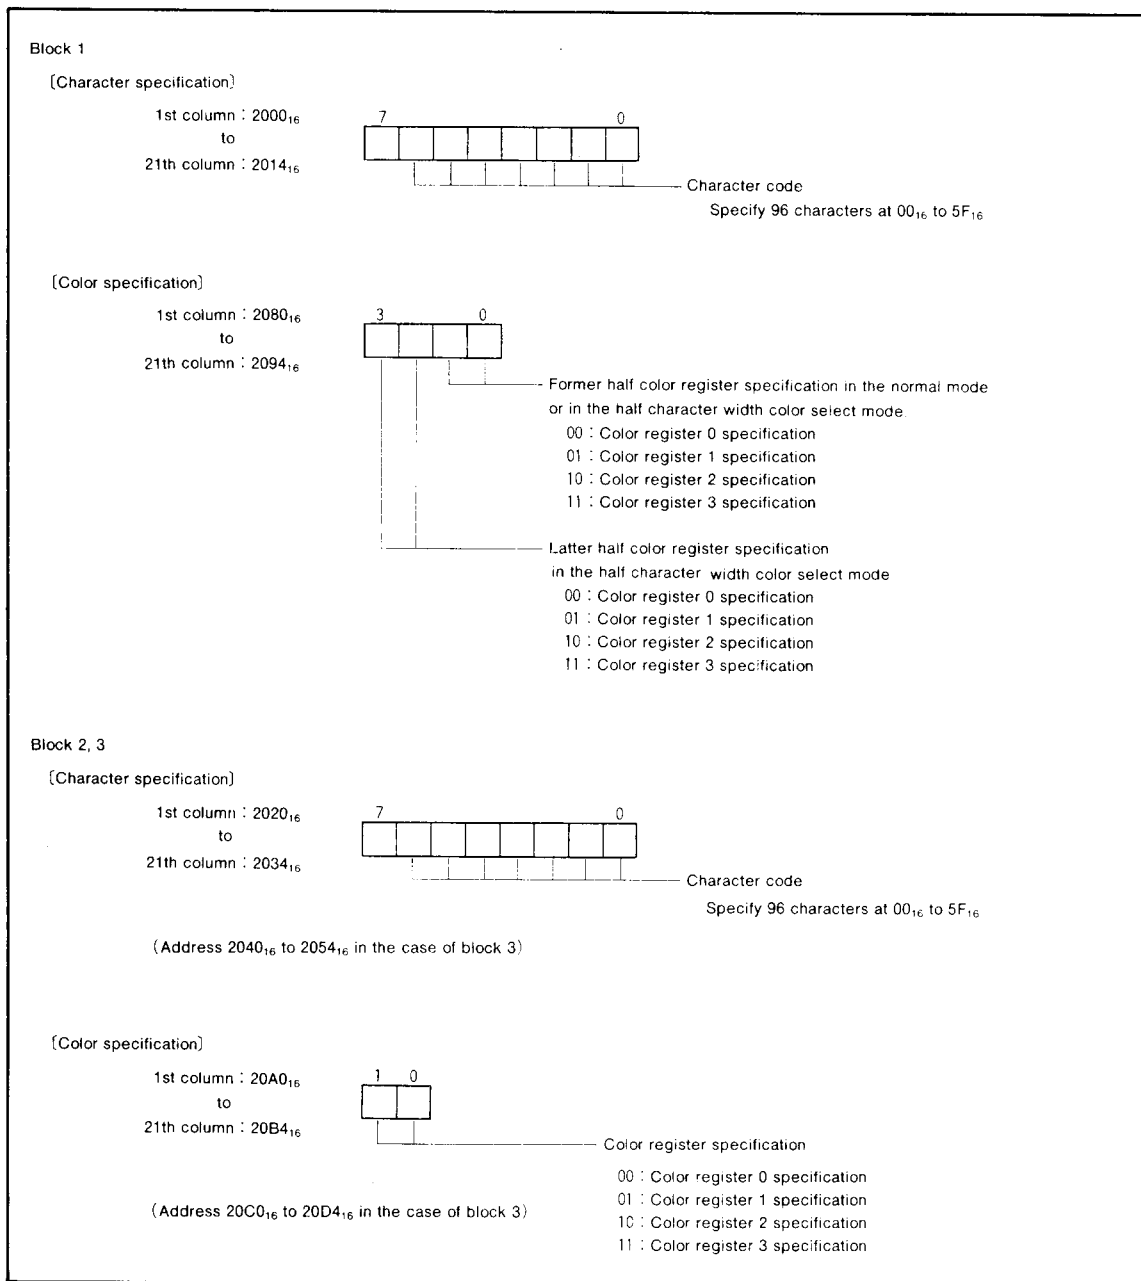 Block 1
〔Character specification〕
1st column : 2000₁₆
7 0
to
21th column : 2014₁₆
Character code
Specify 96 characters at 00₁₆ to 5F₁₆
〔Color specification〕
1st column : 2080₁₆
3 0
to
21th column : 2094₁₆
Former half color register specification in the normal mode
or in the half character width color select mode
00 : Color register 0 specification
01 : Color register 1 specification
10 : Color register 2 specification
11 : Color register 3 specification
Latter half color register specification
in the half character width color select mode
00 : Color register 0 specification
01 : Color register 1 specification
10 : Color register 2 specification
11 : Color register 3 specification
Block 2, 3
〔Character specification〕
1st column : 2020₁₆
7 0
to
21th column : 2034₁₆
Character code
Specify 96 characters at 00₁₆ to 5F₁₆
(Address 2040₁₆ to 2054₁₆ in the case of block 3)
〔Color specification〕
1st column : 20A0₁₆
1 0
to
21th column : 20B4₁₆
Color register specification
00 : Color register 0 specification
01 : Color register 1 specification
(Address 20C0₁₆ to 20D4₁₆ in the case of block 3)
10 : Color register 2 specification
11 : Color register 3 specification